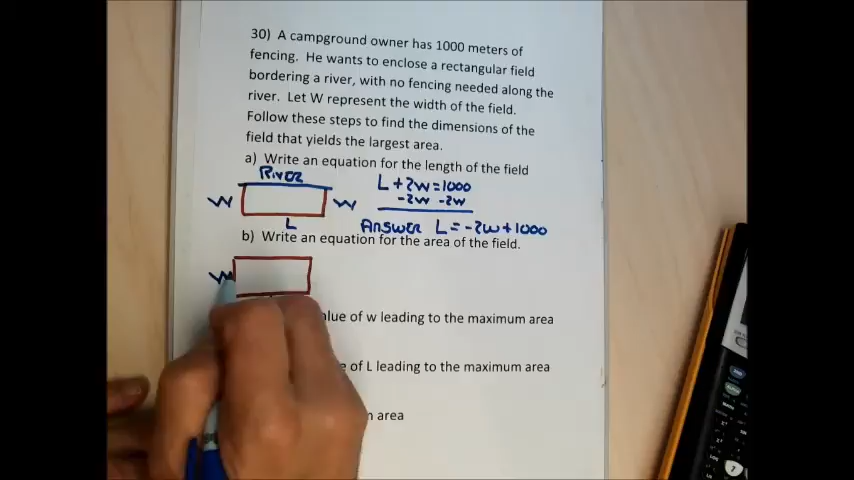 30) A campground owner has 1000 meters of
fencing. He wants to enclose a rectangular field
bordering a river, with no fencing needed along the
river. Let W represent the width of the field.
Follow these steps to find the dimensions of the
field that yields the largest area.
a) Write an equation for the length of the field
RIVER
L + 2W = 1000
-2W -2W
W W
L
ANSWER L = -2W + 1000
b) Write an equation for the area of the field.
W
alue of w leading to the maximum area
e of L leading to the maximum area
area